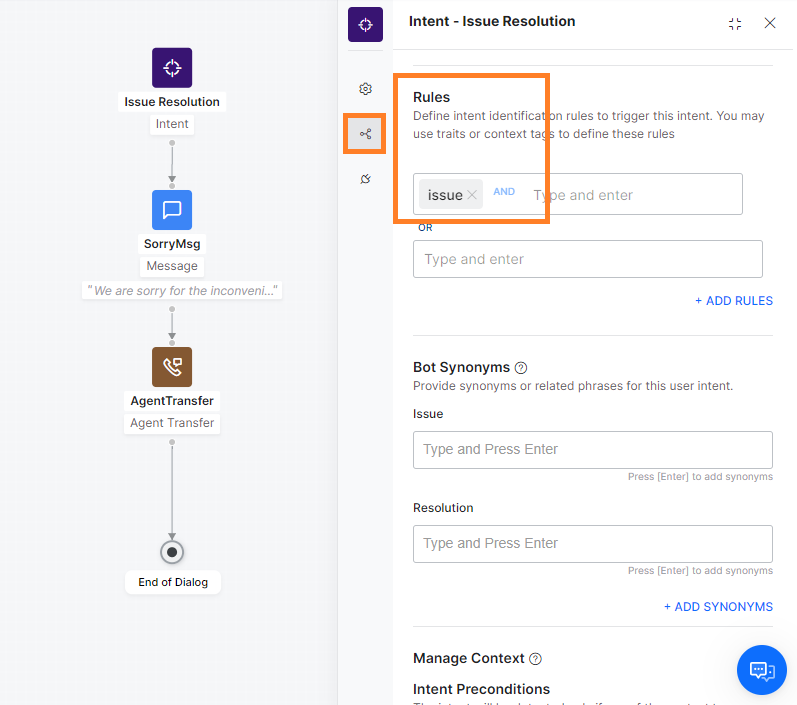 Issue Resolution
Intent
SorryMsg
Message
"We are sorry for the inconveni..."
AgentTransfer
Agent Transfer
End of Dialog
Intent - Issue Resolution
Rules
Define intent identification rules to trigger this intent. You may
use traits or context tags to define these rules
issue AND Type and enter
OR
Type and enter
+ ADD RULES
Bot Synonyms
Provide synonyms or related phrases for this user intent.
Issue
Type and Press Enter
Press [Enter] to add synonyms
Resolution
Type and Press Enter
Press [Enter] to add synonyms
+ ADD SYNONYMS
Manage Context
Intent Preconditions